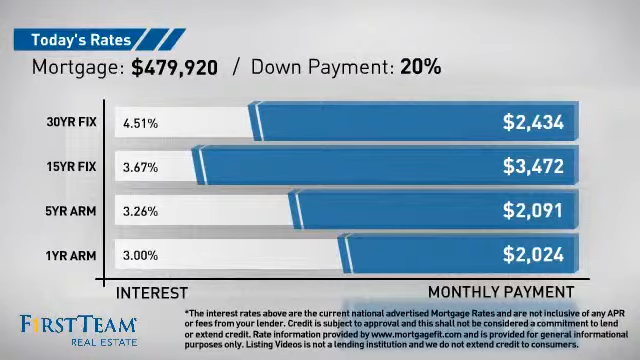 Today's Rates
Mortgage: $479,920 / Down Payment: 20%
30YR FIX 4.51% $2,434
15YR FIX 3.67% $3,472
5YR ARM 3.26% $2,091
1YR ARM 3.00% $2,024
INTEREST MONTHLY PAYMENT
FIRSTTEAM®
REAL ESTATE
*The interest rates above are the current national advertised Mortgage Rates and are not inclusive of any APR
or fees from your lender. Credit is subject to approval and this shall not be considered a commitment to lend
or extend credit. Rate information provided by www.mortgagefit.com and is provided for general informational
purposes only. Listing Videos is not a lending institution and we do not extend credit to consumers.